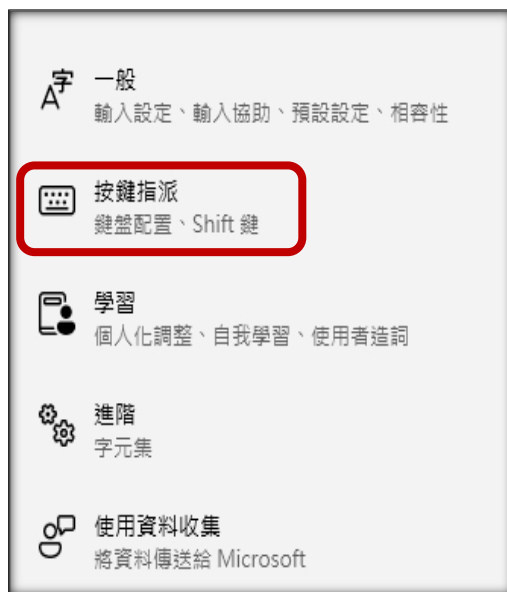 一般
輸入設定、輸入協助、預設設定、相容性
按鍵指派
鍵盤配置、Shift 鍵
學習
個人化調整、自我學習、使用者造詞
進階
字元集
使用資料收集
將資料傳送給 Microsoft